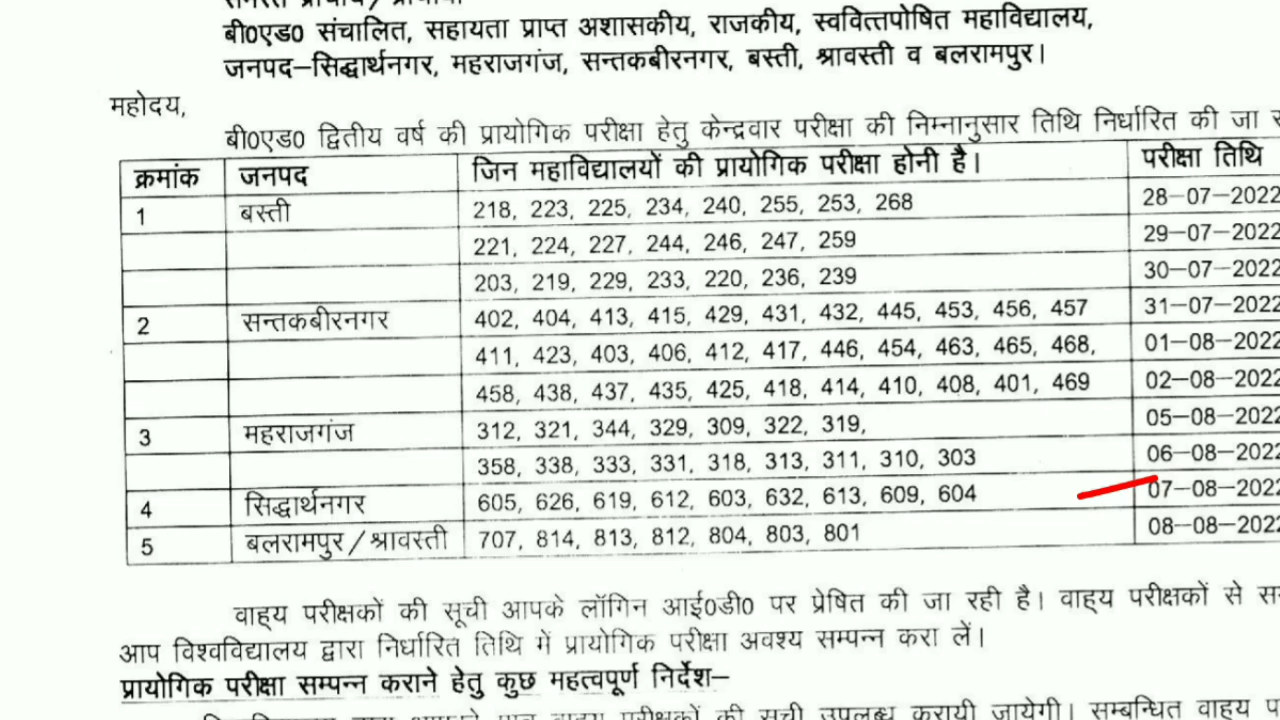 बी0एड0 संचालित, सहायता प्राप्त अशासकीय, राजकीय, स्ववित्तपोषित महाविद्यालय,
जनपद–सिद्धार्थनगर, महराजगंज, सन्तकबीरनगर, बस्ती, श्रावस्ती व बलरामपुर।
महोदय,
बी0एड0 द्वितीय वर्ष की प्रायोगिक परीक्षा हेतु केन्द्रवार परीक्षा की निम्नानुसार तिथि निर्धारित की जा
क्रमांक जनपद जिन महाविद्यालयों की प्रायोगिक परीक्षा होनी है। परीक्षा तिथि
1 बस्ती 218, 223, 225, 234, 240, 255, 253, 268 28–07–2022
221, 224, 227, 244, 246, 247, 259 29–07–2022
203, 219, 229, 233, 220, 236, 239 30–07–2022
2 सन्तकबीरनगर 402, 404, 413, 415, 429, 431, 432, 445, 453, 456, 457 31–07–2022
411, 423, 403, 406, 412, 417, 446, 454, 463, 465, 468, 01–08–2022
458, 438, 437, 435, 425, 418, 414, 410, 408, 401, 469 02–08–2022
3 महराजगंज 312, 321, 344, 329, 309, 322, 319, 05–08–2022
358, 338, 333, 331, 318, 313, 311, 310, 303 06–08–2022
4 सिद्धार्थनगर 605, 626, 619, 612, 603, 632, 613, 609, 604 07–08–2022
5 बलरामपुर/श्रावस्ती 707, 814, 813, 812, 804, 803, 801 08–08–2022
वाह्य परीक्षकों की सूची आपके लॉगिन आई0डी0 पर प्रेषित की जा रही है। वाह्य परीक्षकों से
आप विश्वविद्यालय द्वारा निर्धारित तिथि में प्रायोगिक परीक्षा अवश्य सम्पन्न करा लें।
प्रायोगिक परीक्षा सम्पन्न कराने हेतु कुछ महत्वपूर्ण निर्देश–
परीक्षकों की सूची उपलब्ध करायी जायेगी। सम्बन्धित वाहय